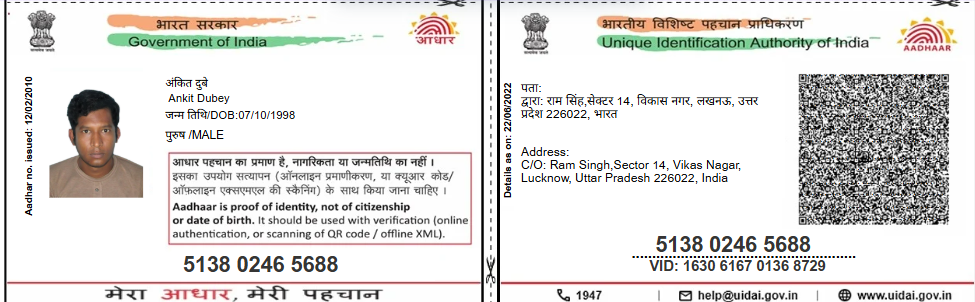 भारत सरकार
Government of India
आधार
Aadhar no. issued: 12/02/2010
अंकित दुबे
Ankit Dubey
जन्म तिथि/DOB:07/10/1998
पुरुष /MALE
आधार पहचान का प्रमाण है, नागरिकता या जन्मतिथि का नहीं ।
इसका उपयोग सत्यापन (ऑनलाइन प्रमाणीकरण, या क्यूआर कोड/
ऑफ़लाइन एक्सएमएल की स्कैनिंग) के साथ किया जाना चाहिए ।
Aadhaar is proof of identity, not of citizenship
or date of birth. It should be used with verification (online
authentication, or scanning of QR code / offline XML).
5138 0246 5688
मेरा आधार, मेरी पहचान
भारतीय विशिष्ट पहचान प्राधिकरण
Unique Identification Authority of India
AADHAAR
Details as on: 22/06/2022
पता:
द्वारा: राम सिंह,सेक्टर 14, विकास नगर, लखनऊ, उत्तर
प्रदेश 226022, भारत
Address:
C/O: Ram Singh,Sector 14, Vikas Nagar,
Lucknow, Uttar Pradesh 226022, India
5138 0246 5688
VID: 1630 6167 0136 8729
1947
help@uidai.gov.in
www.uidai.gov.in